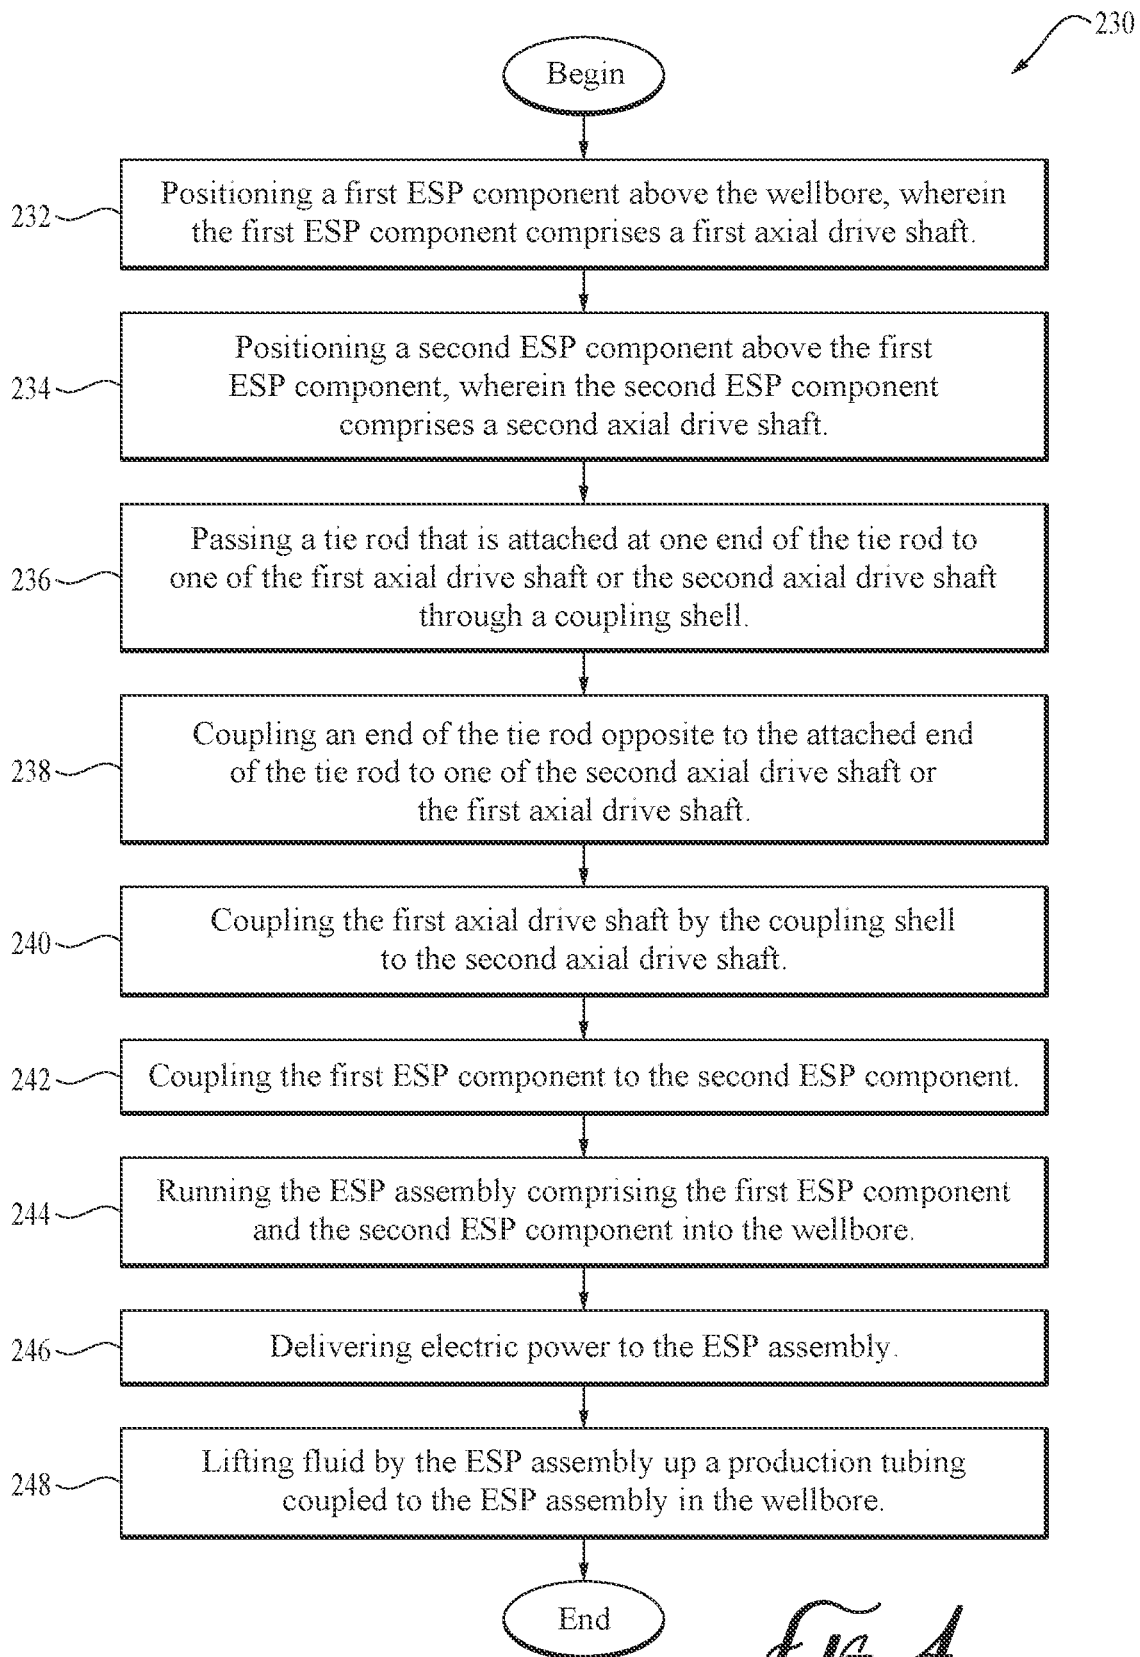 230
Begin
232
Positioning a first ESP component above the wellbore, wherein
the first ESP component comprises a first axial drive shaft.
234
Positioning a second ESP component above the first
ESP component, wherein the second ESP component
comprises a second axial drive shaft.
236
Passing a tie rod that is attached at one end of the tie rod to
one of the first axial drive shaft or the second axial drive shaft
through a coupling shell.
238
Coupling an end of the tie rod opposite to the attached end
of the tie rod to one of the second axial drive shaft or
the first axial drive shaft.
240
Coupling the first axial drive shaft by the coupling shell
to the second axial drive shaft.
242
Coupling the first ESP component to the second ESP component.
244
Running the ESP assembly comprising the first ESP component
and the second ESP component into the wellbore.
246
Delivering electric power to the ESP assembly.
248
Lifting fluid by the ESP assembly up a production tubing
coupled to the ESP assembly in the wellbore.
End